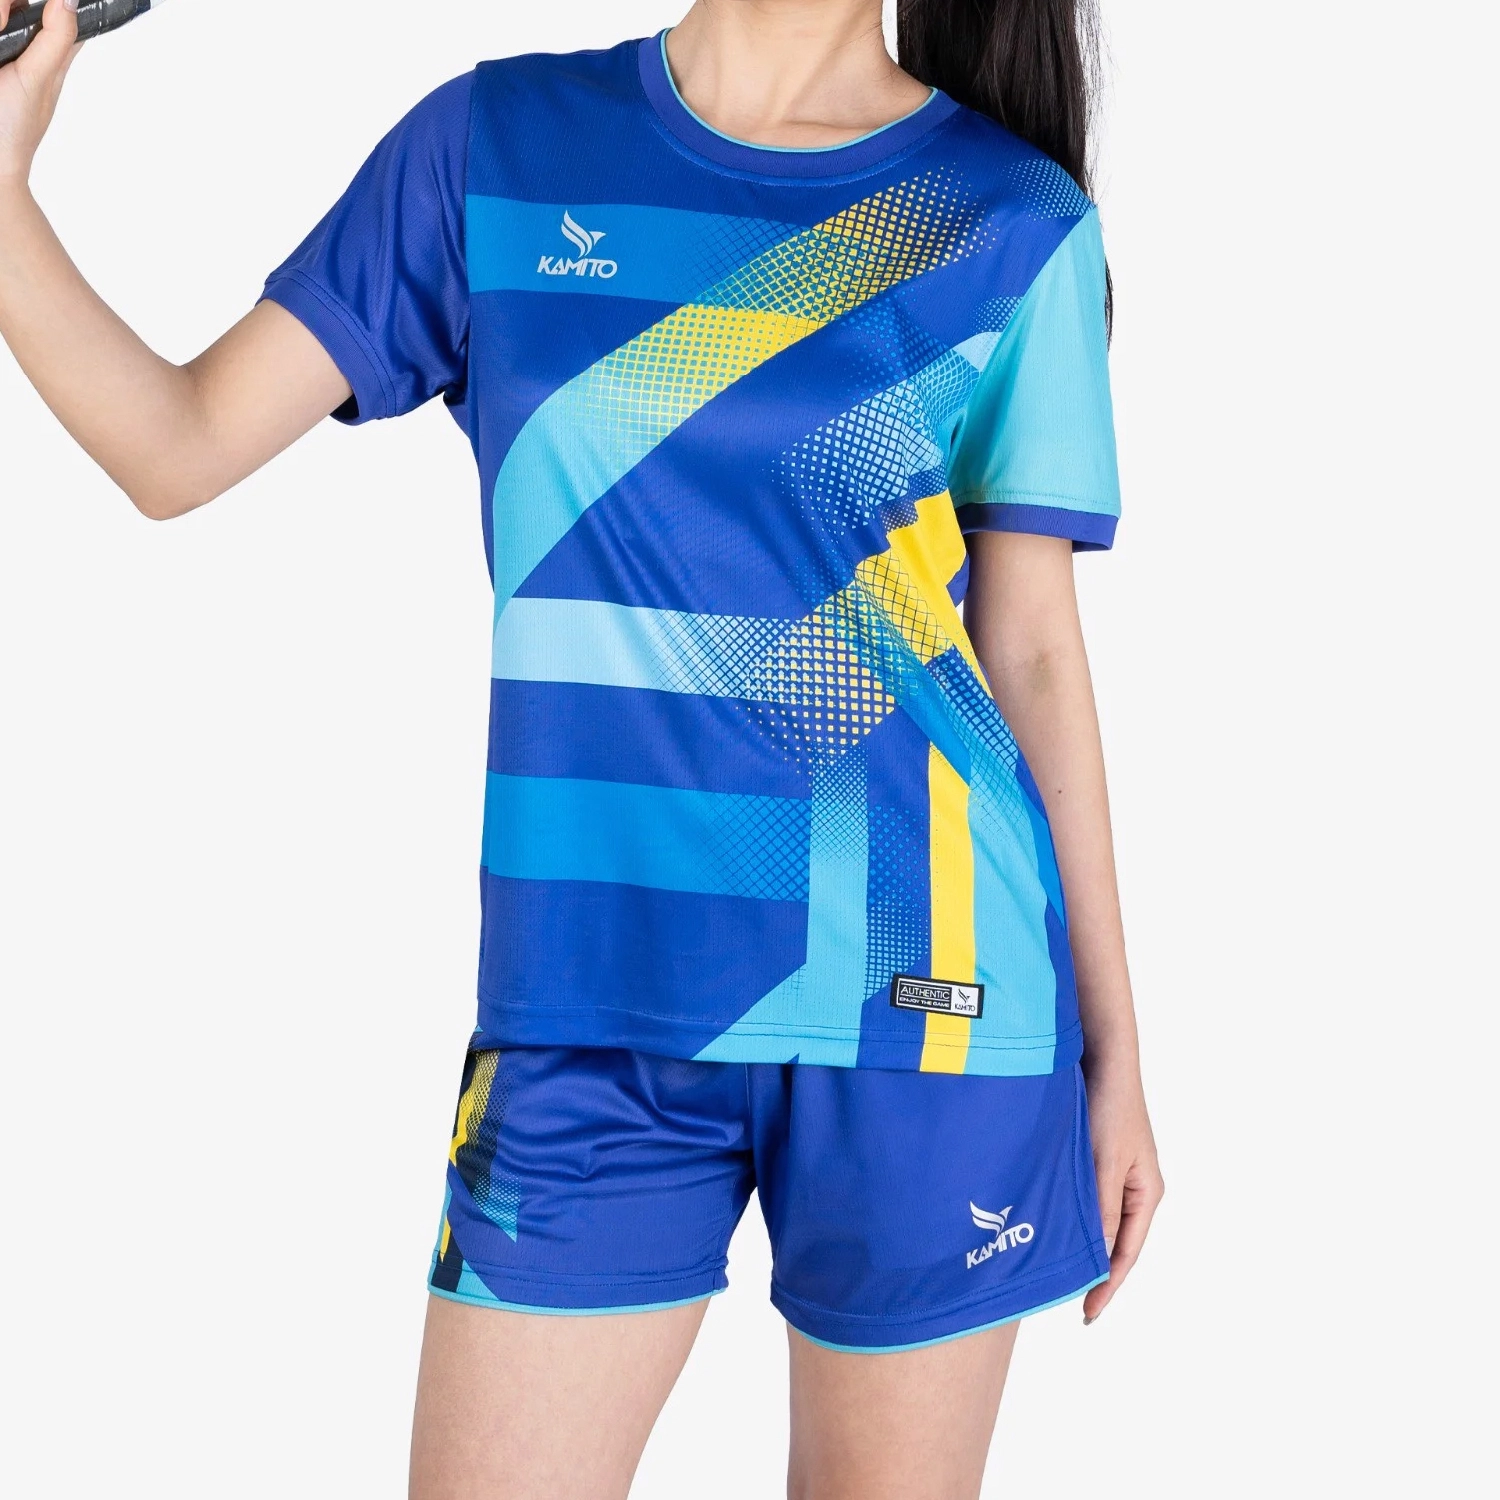 KAMITO
AUTHENTIC
ENJOY THE GAME
KAMITO
KAMITO